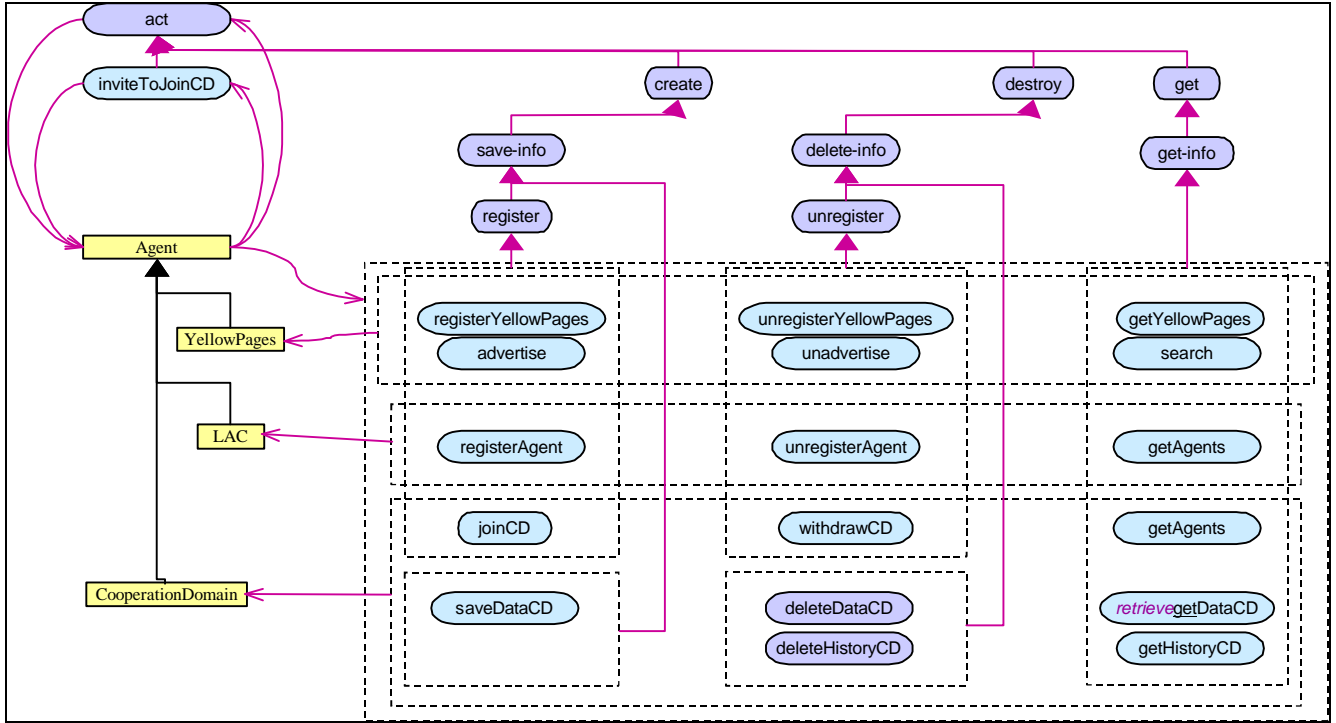 act
inviteToJoinCD
create
destroy
get
save-info
delete-info
get-info
register
unregister
Agent
registerYellowPages
unregisterYellowPages
getYellowPages
YellowPages
advertise
unadvertise
search
LAC
registerAgent
unregisterAgent
getAgents
joinCD
withdrawCD
getAgents
CooperationDomain
saveDataCD
deleteDataCD
retrievegetDataCD
deleteHistoryCD
getHistoryCD